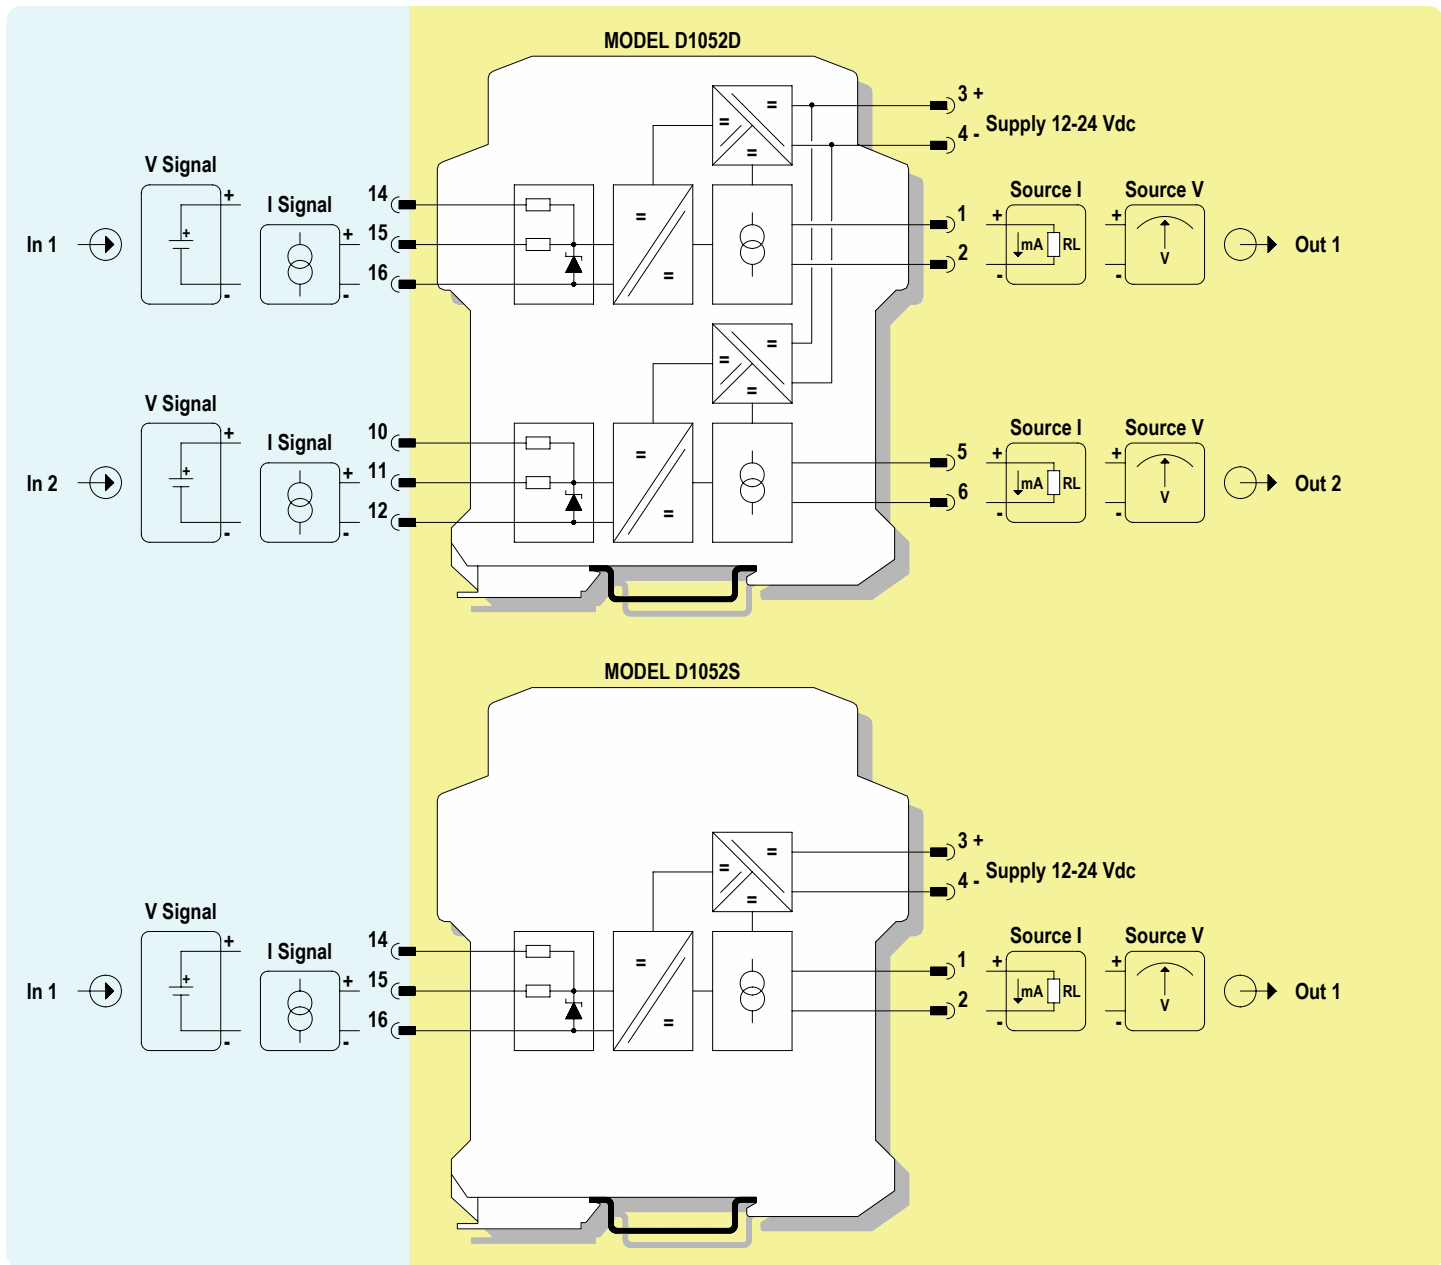 MODEL D1052D
3 +
4 -
Supply 12-24 Vdc
V Signal
+
+
-
I Signal
+
-
In 1
14
15
16
=
=
=
=
=
1
2
Source I
+
-
mA
RL
Source V
+
-
V
Out 1
V Signal
+
+
-
I Signal
+
-
In 2
10
11
12
=
=
=
=
=
5
6
Source I
+
-
mA
RL
Source V
+
-
V
Out 2
MODEL D1052S
3 +
4 -
Supply 12-24 Vdc
V Signal
+
+
-
I Signal
+
-
In 1
14
15
16
=
=
=
=
=
1
2
Source I
+
-
mA
RL
Source V
+
-
V
Out 1